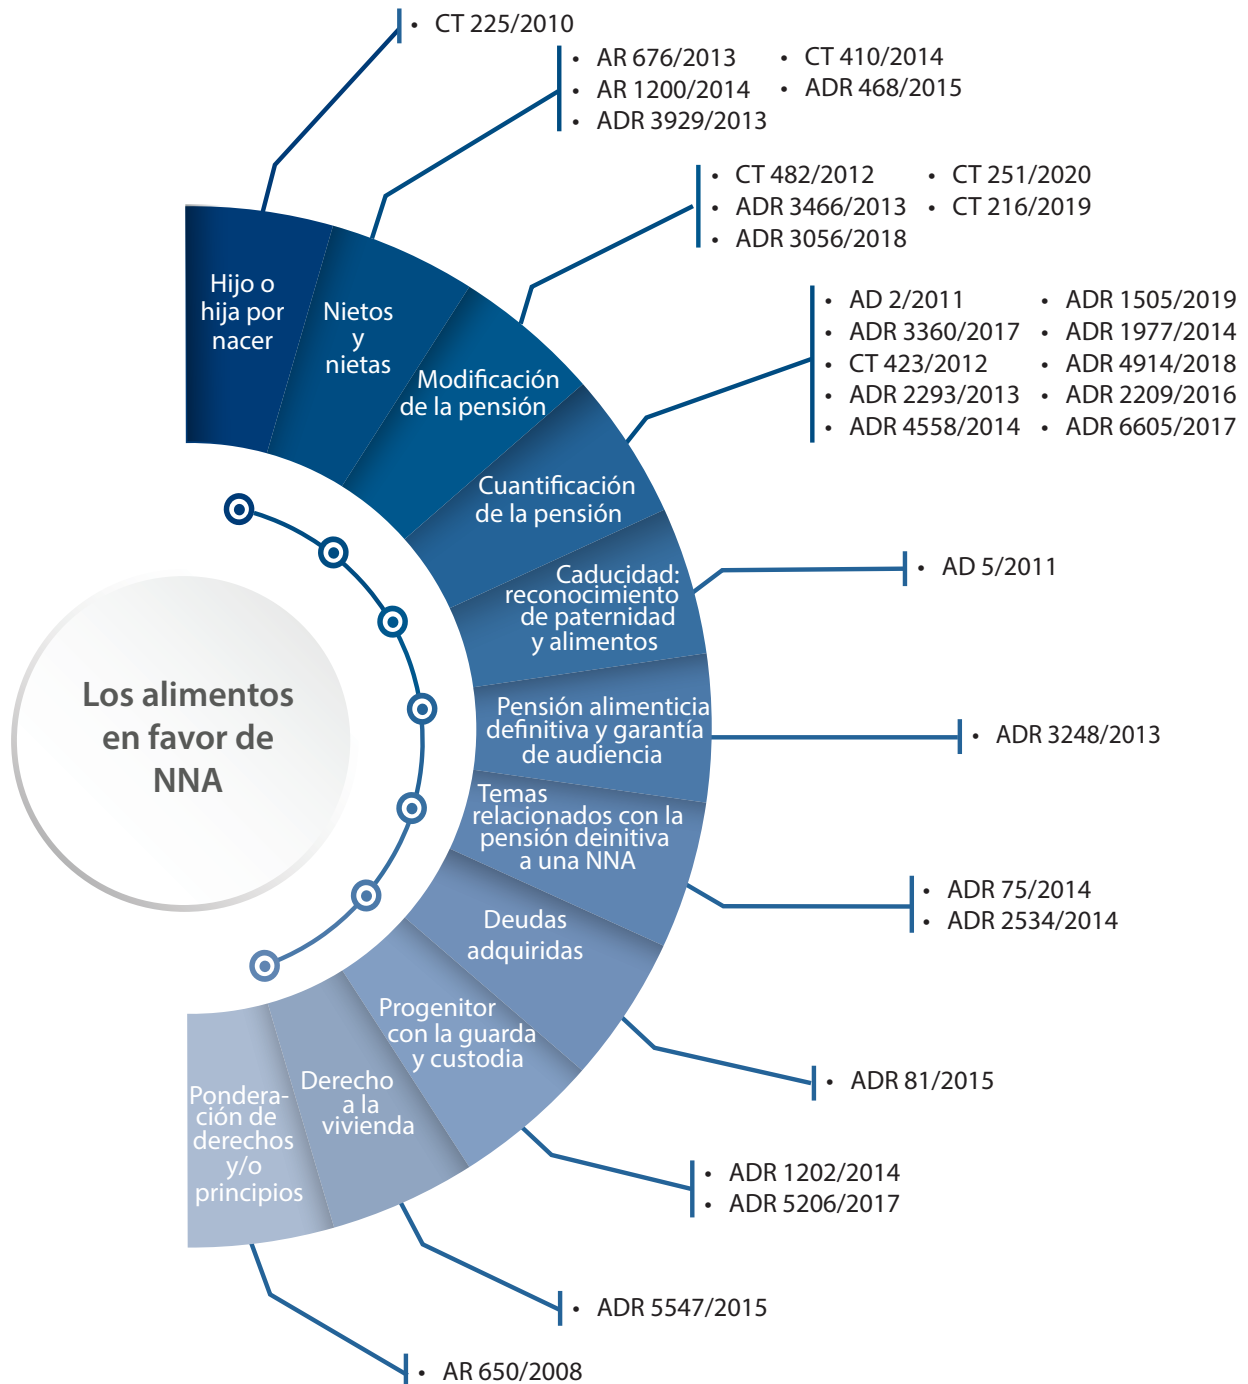 CT 225/2010
AR 676/2013
AR 1200/2014
ADR 3929/2013
CT 410/2014
ADR 468/2015
CT 482/2012
ADR 3466/2013
ADR 3056/2018
CT 251/2020
CT 216/2019
AD 2/2011
ADR 3360/2017
CT 423/2012
ADR 2293/2013
ADR 4558/2014
ADR 1505/2019
ADR 1977/2014
ADR 4914/2018
ADR 2209/2016
ADR 6605/2017
AD 5/2011
ADR 3248/2013
ADR 75/2014
ADR 2534/2014
ADR 81/2015
ADR 1202/2014
ADR 5206/2017
ADR 5547/2015
AR 650/2008
Hijo o
hija por
nacer
Nietos
y
nietas
Modificación
de la pensión
Cuantificación
de la pensión
Caducidad:
reconocimiento
de paternidad
y alimentos
Pensión alimenticia
definitiva y garantía
de audiencia
Temas
relacionados con la
pensión deinitiva
a una NNA
Deudas
adquiridas
Progenitor
con la guarda
y custodia
Derecho
a la
vivienda
Pondera-
ción de
derechos
y/o
principios
Los alimentos
en favor de
NNA